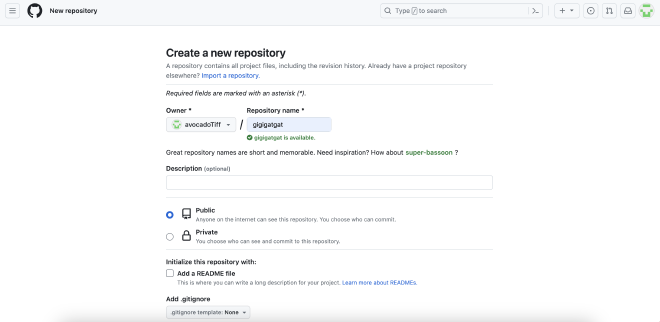 New repository
Type / to search
Create a new repository
A repository contains all project files, including the revision history. Already have a project repository
elsewhere? Import a repository.
Required fields are marked with an asterisk (*).
Owner * Repository name *
avocadoTiff / gigigatgat
gigigatgat is available.
Great repository names are short and memorable. Need inspiration? How about super-bassoon ?
Description (optional)
Public
Anyone on the internet can see this repository. You choose who can commit.
Private
You choose who can see and commit to this repository.
Initialize this repository with:
Add a README file
This is where you can write a long description for your project. Learn more about READMEs.
Add .gitignore
.gitignore template: None